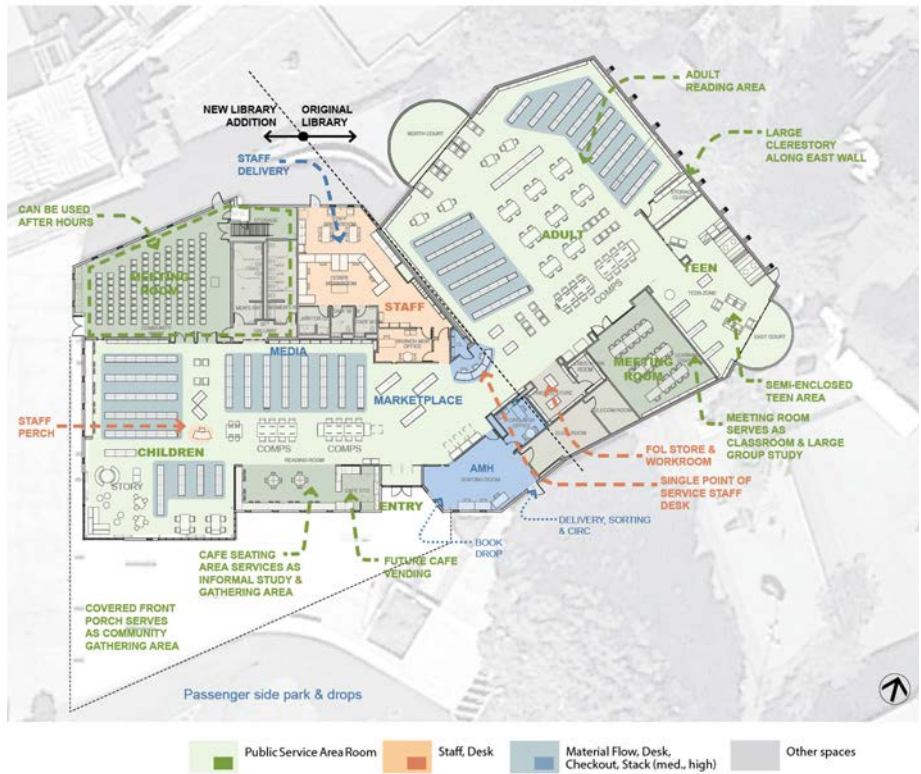 NEW LIBRARY
ADDITION
ORIGINAL
LIBRARY
STAFF
DELIVERY
NORTH COURT
ADULT
READING AREA
LARGE
CLERESTORY
ALONG EAST WALL
CAN BE USED
AFTER HOURS
MEETING
ROOM
STORAGE
STAFF
ADULT
COMPS
TEEN
TEEN ZONE
EAST COURT
MEDIA
MARKETPLACE
MEETING
ROOM
SEMI-ENCLOSED
TEEN AREA
MEETING ROOM
SERVES AS
CLASSROOM & LARGE
GROUP STUDY
STAFF
PERCH
CHILDREN
COMPS
COMPS
READING ROOM
STORY
AMH
SORTING ROOM
ENTRY
FOL STORE &
WORKROOM
SINGLE POINT OF
SERVICE STAFF
DESK
DELIVERY, SORTING
& CIRC
BOOK
DROP
CAFE SEATING
AREA SERVICES AS
INFORMAL STUDY &
GATHERING AREA
FUTURE CAFE
VENDING
COVERED FRONT
PORCH SERVES
AS COMMUNITY
GATHERING AREA
Passenger side park & drops
Public Service Area Room
Staff, Desk
Material Flow, Desk,
Checkout, Stack (med., high)
Other spaces